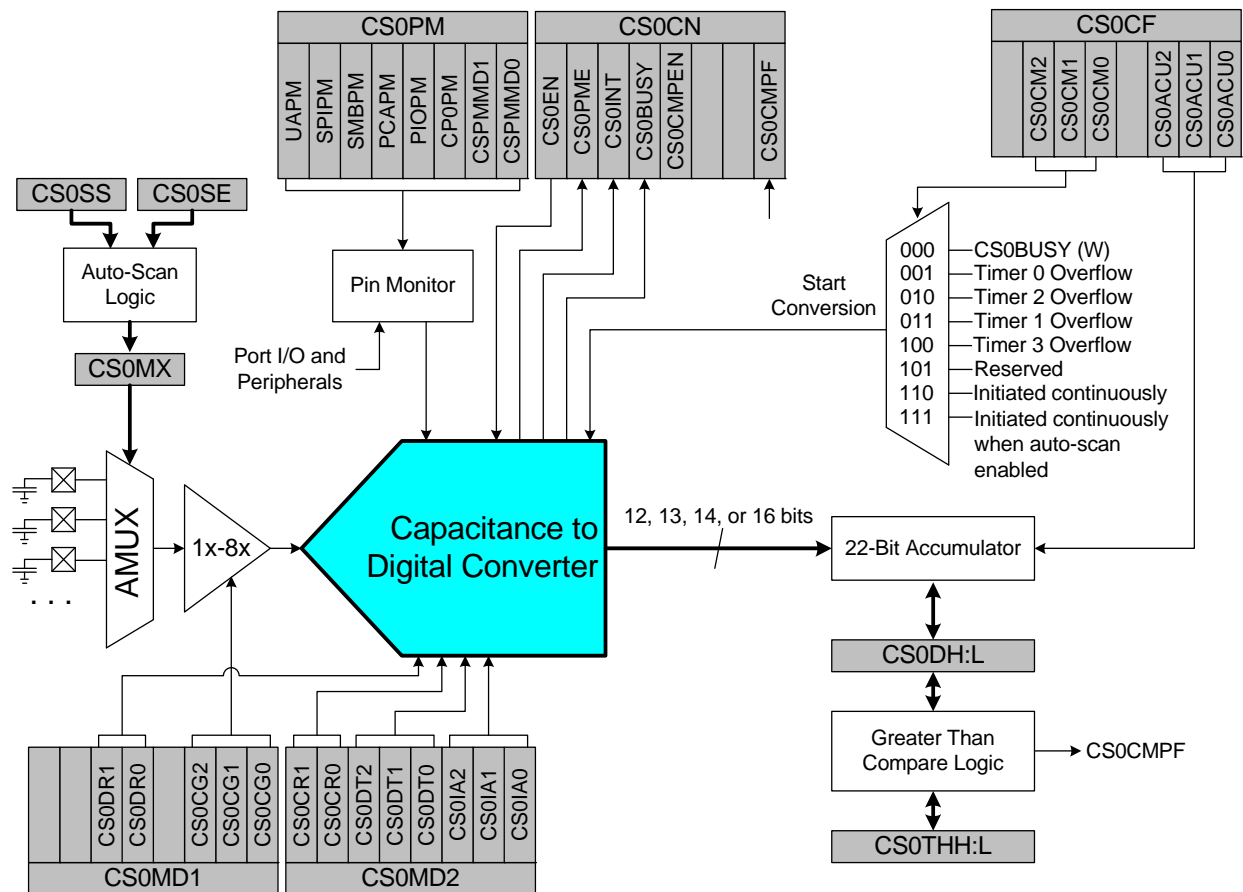 CS0PM
UAPM
SPIPM
SMBPM
PCAPM
PIOPM
CP0PM
CSPMMD1
CSPMMD0
CS0CN
CS0EN
CS0PME
CS0INT
CS0BUSY
CS0CMPEN
CS0CMPF
CS0CF
CS0CM2
CS0CM1
CS0CM0
CS0ACU2
CS0ACU1
CS0ACU0
CS0SS
CS0SE
Auto-Scan
Logic
CS0MX
Pin Monitor
Port I/O and
Peripherals
Start
Conversion
000 CS0BUSY (W)
001 Timer 0 Overflow
010 Timer 2 Overflow
011 Timer 1 Overflow
100 Timer 3 Overflow
101 Reserved
110 Initiated continuously
111 Initiated continuously
when auto-scan
enabled
AMUX
. . .
1x-8x
Capacitance to
Digital Converter
12, 13, 14, or 16 bits
22-Bit Accumulator
CS0DH:L
Greater Than
Compare Logic
CS0CMPF
CS0THH:L
CS0DR1
CS0DR0
CS0CG2
CS0CG1
CS0CG0
CS0MD1
CS0CR1
CS0CR0
CS0DT2
CS0DT1
CS0DT0
CS0IA2
CS0IA1
CS0IA0
CS0MD2